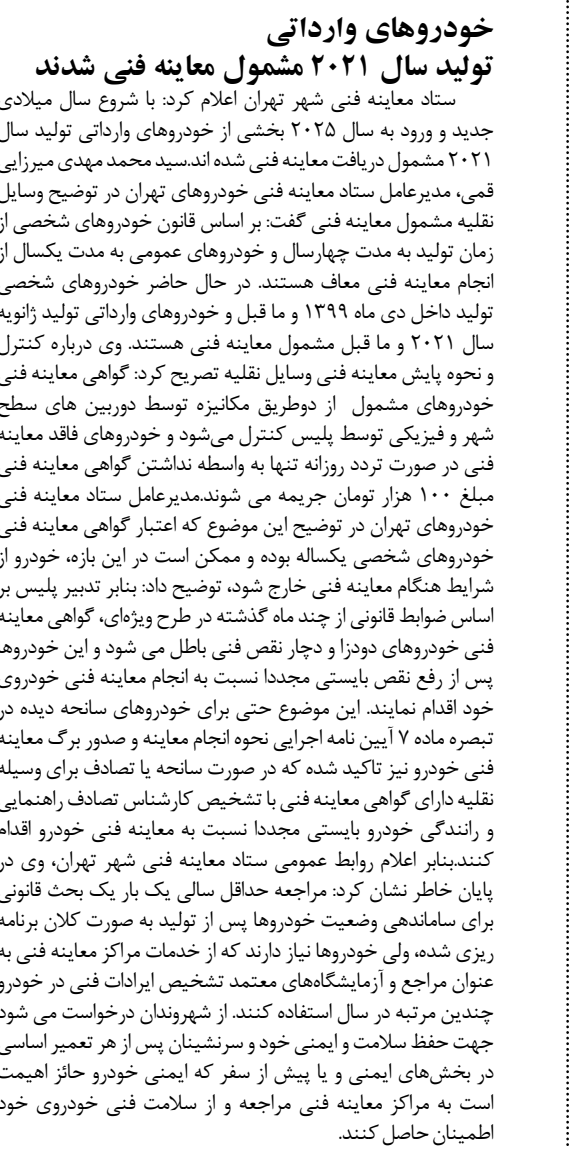 خودروهای وارداتی
تولید سال ۲۰۲۱ مشمول معاینه فنی شدند
ستاد معاینه فنی شهر تهران اعلام کرد: با شروع سال میلادی
جدید و ورود به سال ۲۰۲۵ بخشی از خودروهای وارداتی تولید سال
۲۰۲۱ مشمول دریافت معاینه فنی شده اند.سید محمد مهدی میرزایی
قمی، مدیرعامل ستاد معاینه فنی خودروهای تهران در توضیح وسایل
نقلیه مشمول معاینه فنی گفت: بر اساس قانون خودروهای شخصی از
زمان تولید به مدت چهارسال و خودروهای عمومی به مدت یکسال از
انجام معاینه فنی معاف هستند. در حال حاضر خودروهای شخصی
تولید داخل دی ماه ۱۳۹۹ و ما قبل و خودروهای وارداتی تولید ژانویه
سال ۲۰۲۱ و ما قبل مشمول معاینه فنی هستند. وی درباره کنترل
و نحوه پایش معاینه فنی وسایل نقلیه تصریح کرد: گواهی معاینه فنی
خودروهای مشمول  از دوطریق مکانیزه توسط دوربین های سطح
شهر و فیزیکی توسط پلیس کنترل می‌شود و خودروهای فاقد معاینه
فنی در صورت تردد روزانه تنها به واسطه نداشتن گواهی معاینه فنی
مبلغ ۱۰۰ هزار تومان جریمه می شوند.مدیرعامل ستاد معاینه فنی
خودروهای تهران در توضیح این موضوع که اعتبار گواهی معاینه فنی
خودروهای شخصی یکساله بوده و ممکن است در این بازه، خودرو از
شرایط هنگام معاینه فنی خارج شود، توضیح داد: بنابر تدبیر پلیس بر
اساس ضوابط قانونی از چند ماه گذشته در طرح ویژه‌ای، گواهی معاینه
فنی خودروهای دودزا و دچار نقص فنی باطل می شود و این خودروها
پس از رفع نقص بایستی مجددا نسبت به انجام معاینه فنی خودروی
خود اقدام نمایند. این موضوع حتی برای خودروهای سانحه دیده در
تبصره ماده ۷ آیین نامه اجرایی نحوه انجام معاینه و صدور برگ معاینه
فنی خودرو نیز تاکید شده که در صورت سانحه یا تصادف برای وسیله
نقلیه دارای گواهی معاینه فنی با تشخیص کارشناس تصادف راهنمایی
و رانندگی خودرو بایستی مجددا نسبت به معاینه فنی خودرو اقدام
کنند.بنابر اعلام روابط عمومی ستاد معاینه فنی شهر تهران، وی در
پایان خاطر نشان کرد: مراجعه حداقل سالی یک بار یک بحث قانونی
برای ساماندهی وضعیت خودروها پس از تولید به صورت کلان برنامه
ریزی شده، ولی خودروها نیاز دارند که از خدمات مراکز معاینه فنی به
عنوان مراجع و آزمایشگاه‌های معتمد تشخیص ایرادات فنی در خودرو
چندین مرتبه در سال استفاده کنند. از شهروندان درخواست می شود
جهت حفظ سلامت و ایمنی خود و سرنشینان پس از هر تعمیر اساسی
در بخش‌های ایمنی و یا پیش از سفر که ایمنی خودرو حائز اهیمت
است به مراکز معاینه فنی مراجعه و از سلامت فنی خودروی خود
اطمینان حاصل کنند.